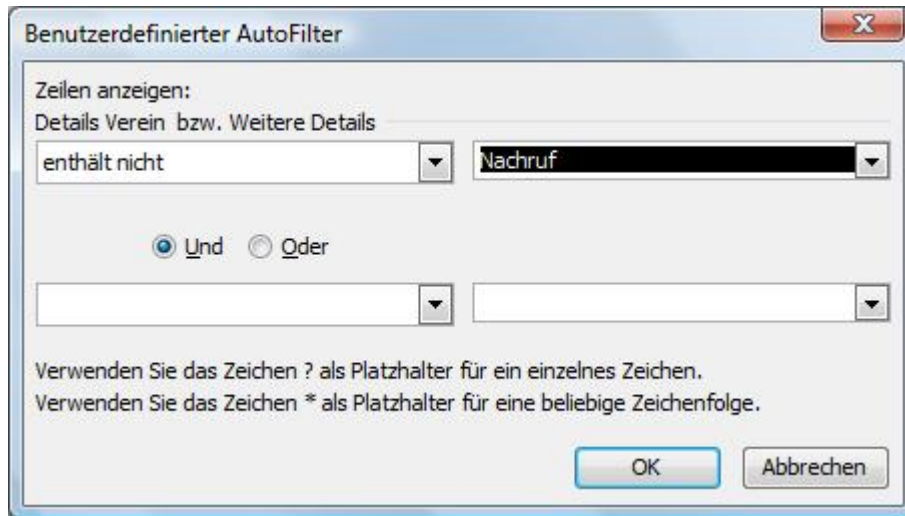 Benutzerdefinierter AutoFilter
Zeilen anzeigen:
Details Verein  bzw. Weitere Details
enthält nicht Nachruf
Und Oder
Verwenden Sie das Zeichen ? als Platzhalter für ein einzelnes Zeichen.
Verwenden Sie das Zeichen * als Platzhalter für eine beliebige Zeichenfolge.
OK Abbrechen